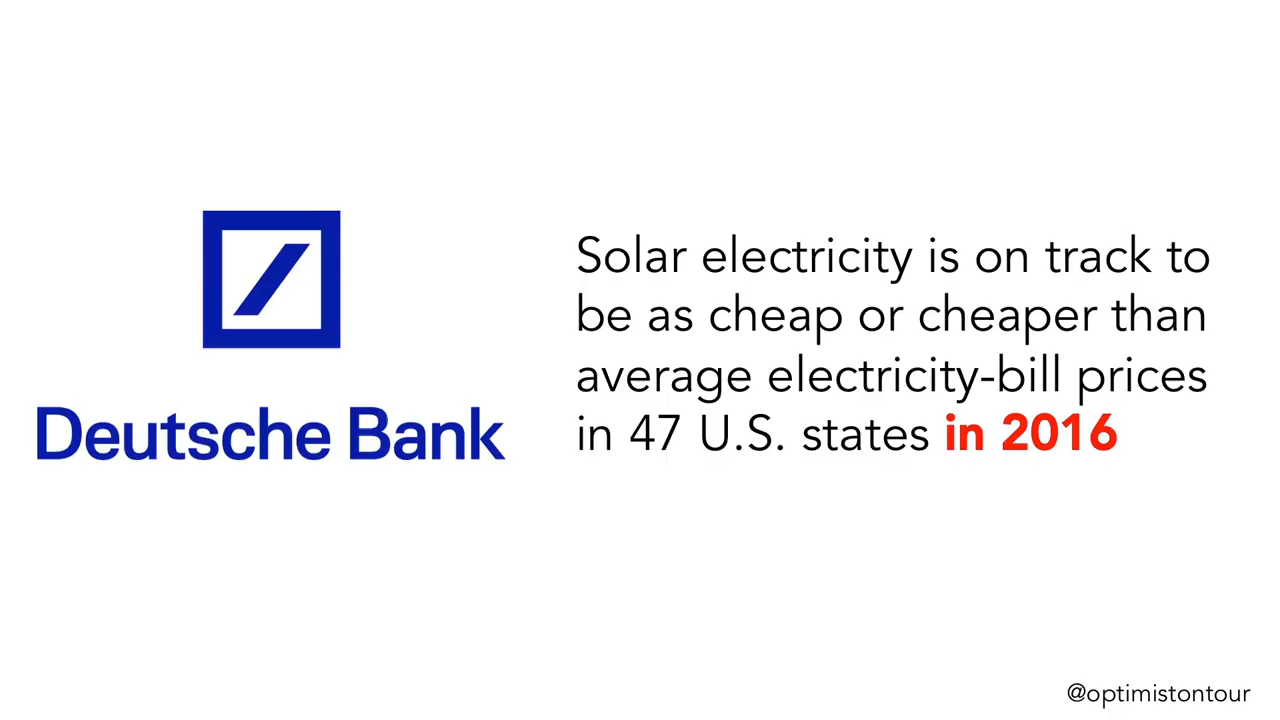 Deutsche Bank
Solar electricity is on track to
be as cheap or cheaper than
average electricity-bill prices
in 47 U.S. states in 2016
@optimistontour